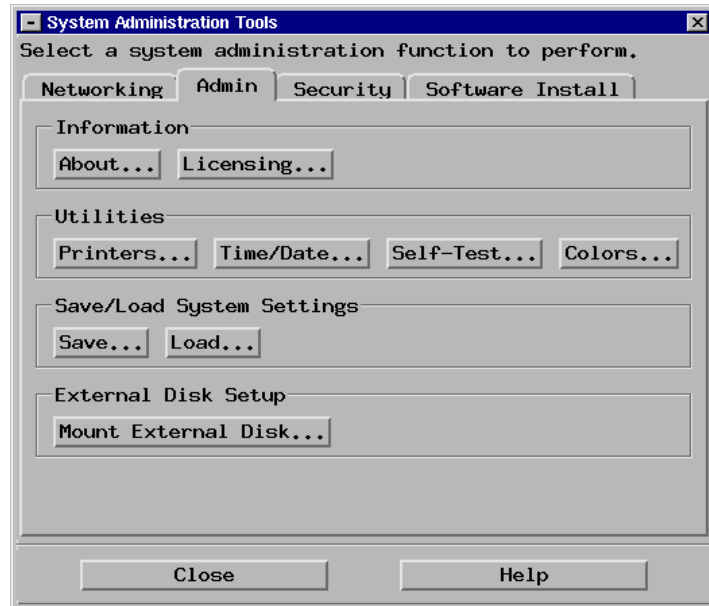 System Administration Tools
Select a system administration function to perform.
Networking Admin Security Software Install
Information
About... Licensing...
Utilities
Printers... Time/Date... Self-Test... Colors...
Save/Load System Settings
Save... Load...
External Disk Setup
Mount External Disk...
Close Help